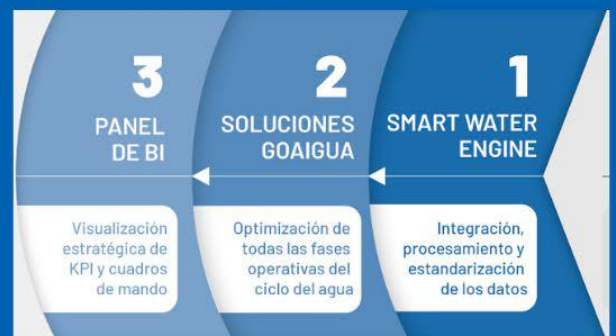 3
PANEL
DE BI
Visualización
estratégica de
KPI y cuadros
de mando
2
SOLUCIONES
GOAIGUA
Optimización de
todas las fases
operativas del
ciclo del agua
1
SMART WATER
ENGINE
Integración,
procesamiento y
estandarización
de los datos